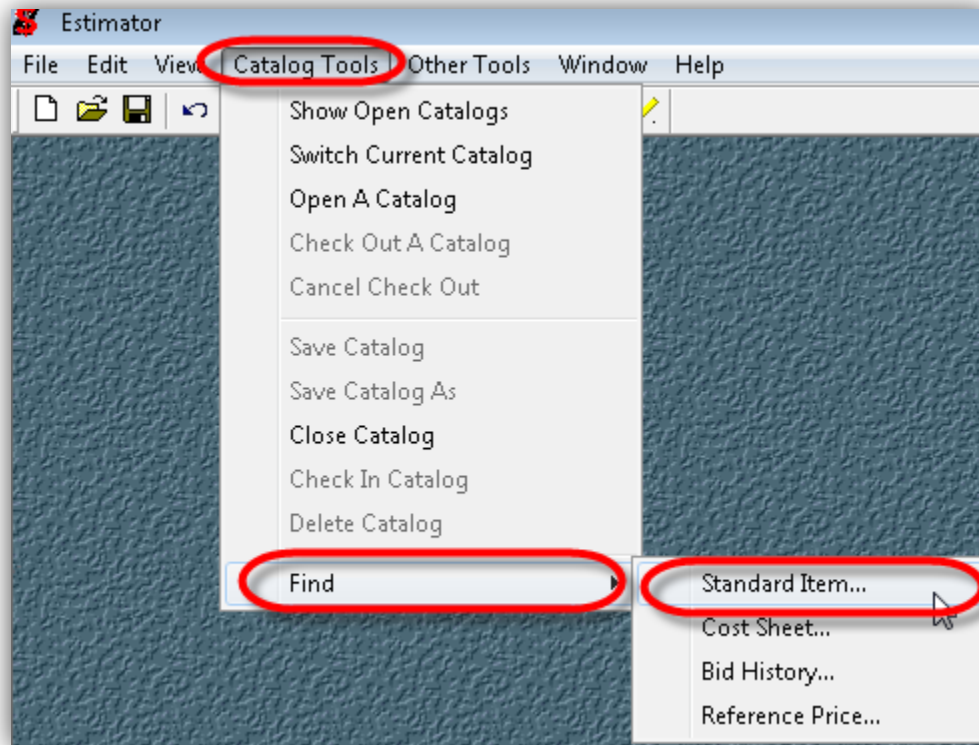 Estimator
File Edit View Catalog Tools Other Tools Window Help
Show Open Catalogs
Switch Current Catalog
Open A Catalog
Check Out A Catalog
Cancel Check Out
Save Catalog
Save Catalog As
Close Catalog
Check In Catalog
Delete Catalog
Find
Standard Item...
Cost Sheet...
Bid History...
Reference Price...